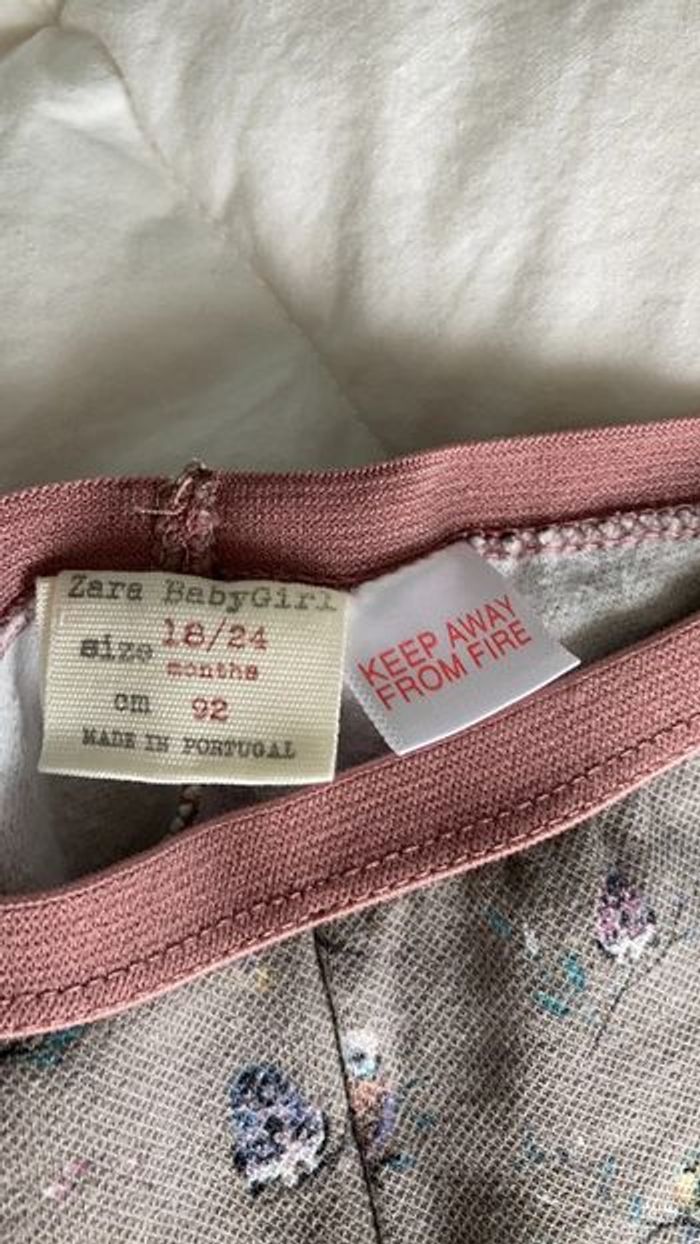 Zara BabyGirl
size 18/24
months
cm 92
MADE IN PORTUGAL
KEEP AWAY
FROM FIRE